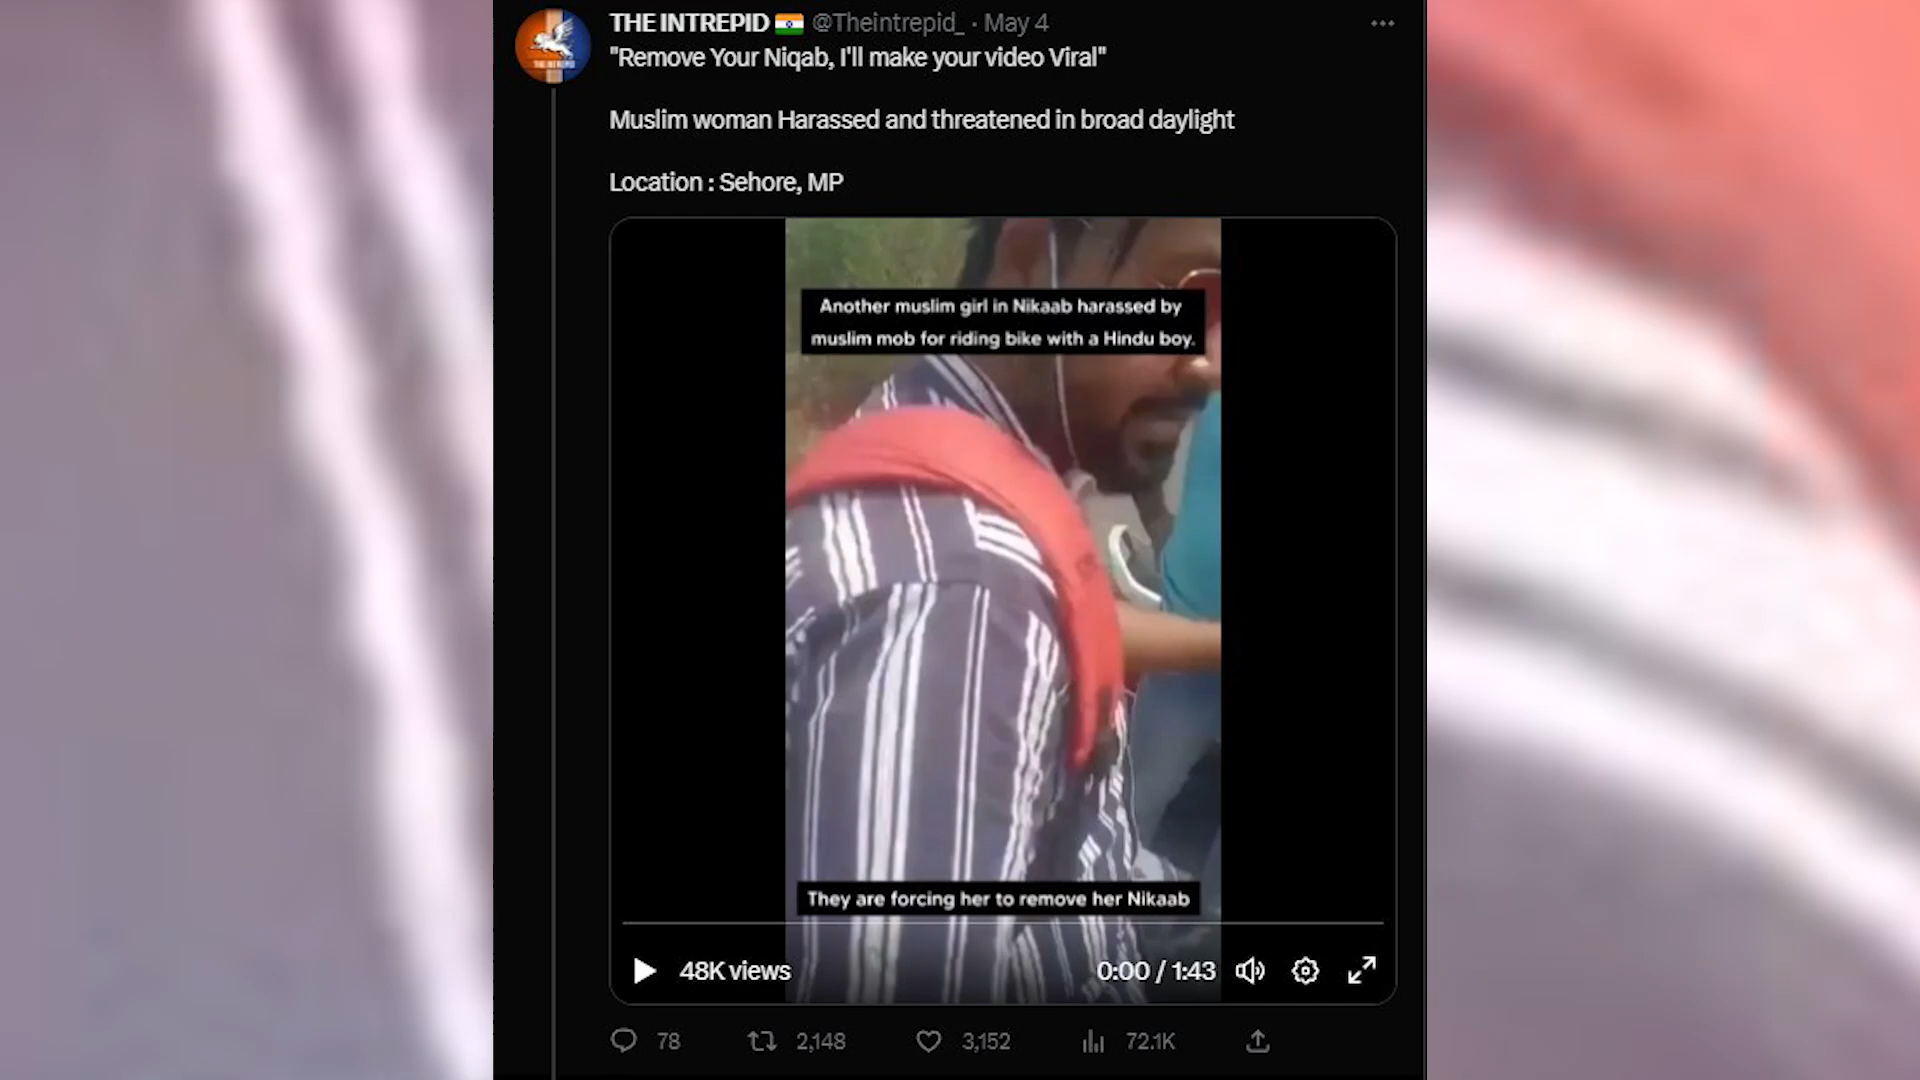 THE INTREPID @Theintrepid_ · May 4
"Remove Your Niqab, I'll make your video Viral"
Muslim woman Harassed and threatened in broad daylight
Location : Sehore, MP
Another muslim girl in Nikaab harassed by
muslim mob for riding bike with a Hindu boy.
They are forcing her to remove her Nikaab
48K views 0:00 / 1:43
78 2,148 3,152 72.1K